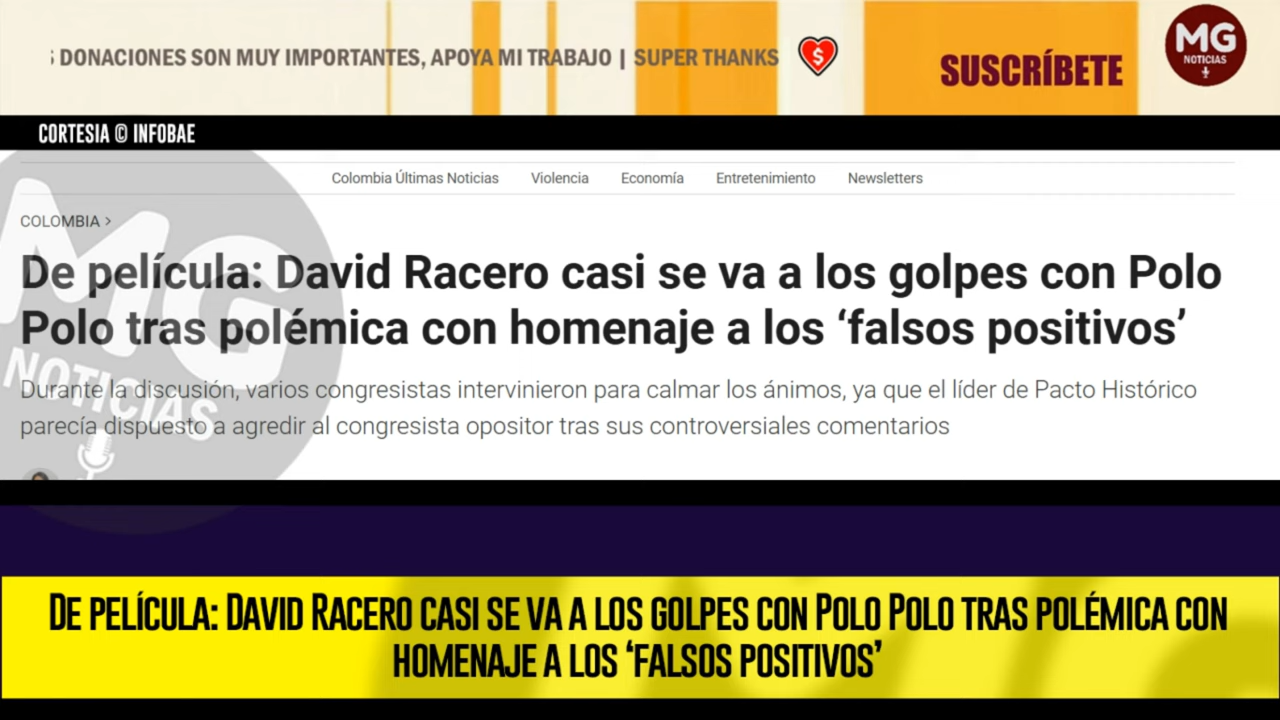 DONACIONES SON MUY IMPORTANTES, APOYA MI TRABAJO | SUPER THANKS
SUSCRÍBETE
MG
NOTICIAS
CORTESIA © INFOBAE
Colombia Últimas Noticias Violencia Economía Entretenimiento Newsletters
COLOMBIA >
De película: David Racero casi se va a los golpes con Polo
Polo tras polémica con homenaje a los ‘falsos positivos’
Durante la discusión, varios congresistas intervinieron para calmar los ánimos, ya que el líder de Pacto Histórico
parecía dispuesto a agredir al congresista opositor tras sus controversiales comentarios
MG
NOTICIAS
DE PELÍCULA: DAVID RACERO CASI SE VA A LOS GOLPES CON POLO POLO TRAS POLÉMICA CON
HOMENAJE A LOS ‘FALSOS POSITIVOS’